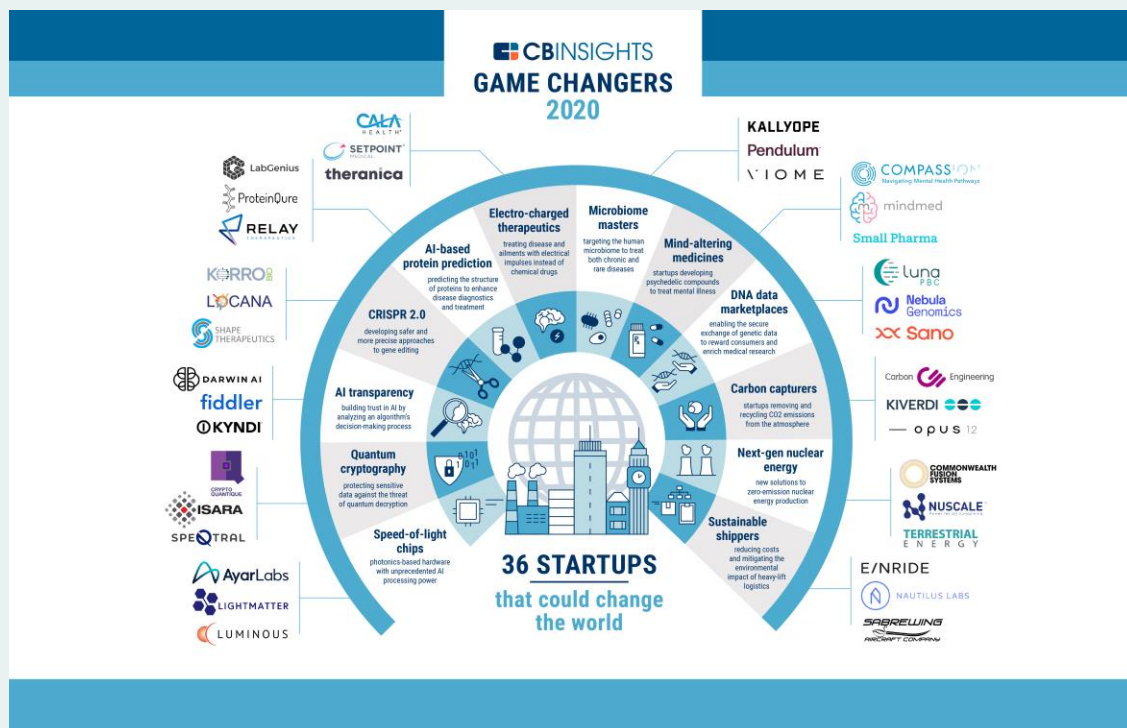 CBINSIGHTS
GAME CHANGERS
2020
CALA
HEALTH
SETPOINT
MEDICAL
theranica
LabGenius
ProteinQure
RELAY
THERAPEUTICS
KORRO
BIO
LOCANA
SHAPE
THERAPEUTICS
DARWIN AI
fiddler
KYNDI
CRYPTO
QUANTIQUE
ISARA
SPEQTRAL
AyarLabs
LIGHTMATTER
LUMINOUS
KALLYOPE
Pendulum
VIOME
COMPASS
Navigating Mental Health Pathways
mindmed
Small Pharma
luna
PBC
Nebula
Genomics
Sano
Carbon Engineering
KIVERDI
opus 12
COMMONWEALTH
FUSION
SYSTEMS
NUSCALE
TERRESTRIAL
ENERGY
E/NRIDE
NAUTILUS LABS
SABREWING
AIRCRAFT COMPANY
Speed-of-light
chips
photonics-based hardware
with unprecedented AI
processing power
Quantum
cryptography
protecting sensitive
data against the threat
of quantum decryption
AI transparency
building trust in AI by
analyzing an algorithm's
decision-making process
CRISPR 2.0
developing safer and
more precise approaches
to gene editing
AI-based
protein prediction
predicting the structure
of proteins to enhance
disease diagnostics
and treatment
Electro-charged
therapeutics
treating disease and
ailments with electrical
impulses instead of
chemical drugs
Microbiome
masters
targeting the human
microbiome to treat
both chronic and
rare diseases
Mind-altering
medicines
startups developing
psychedelic compounds
to treat mental illness
DNA data
marketplaces
enabling the secure
exchange of genetic data
to reward consumers and
enrich medical research
Carbon capturers
startups removing and
recycling CO2 emissions
from the atmosphere
Next-gen nuclear
energy
new solutions to
zero-emission nuclear
energy production
Sustainable
shippers
reducing costs
and mitigating the
environmental
impact of heavy-lift
logistics
36 STARTUPS
that could change
the world